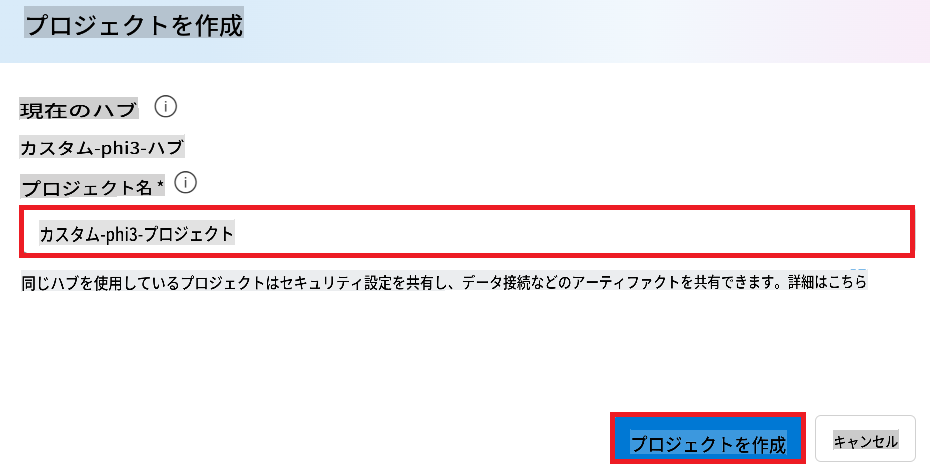 プロジェクトを作成
現在のハブ
カスタム-phi3-ハブ
プロジェクト名 *
カスタム-phi3-プロジェクト
同じハブを使用しているプロジェクトはセキュリティ設定を共有し、データ接続などのアーティファクトを共有できます。詳細はこちら
プロジェクトを作成 キャンセル